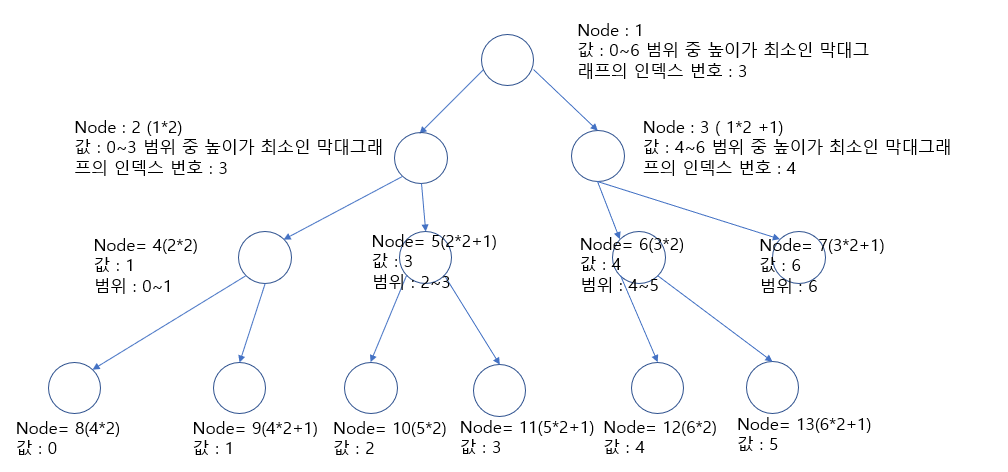 Node : 1
값 : 0~6 범위 중 높이가 최소인 막대그
래프의 인덱스 번호 : 3
Node : 2 (1*2)
값 : 0~3 범위 중 높이가 최소인 막대그래
프의 인덱스 번호 : 3
Node : 3 ( 1*2 +1)
값 : 4~6 범위 중 높이가 최소인 막대그래
프의 인덱스 번호 : 4
Node= 4(2*2)
값 : 1
범위 : 0~1
Node= 5(2*2+1)
값 : 3
범위 : 2~3
Node= 6(3*2)
값 : 4
범위 : 4~5
Node= 7(3*2+1)
값 : 6
범위 : 6
Node= 8(4*2)
값 : 0
Node= 9(4*2+1)
값 : 1
Node= 10(5*2)
값 : 2
Node= 11(5*2+1)
값 : 3
Node= 12(6*2)
값 : 4
Node= 13(6*2+1)
값 : 5